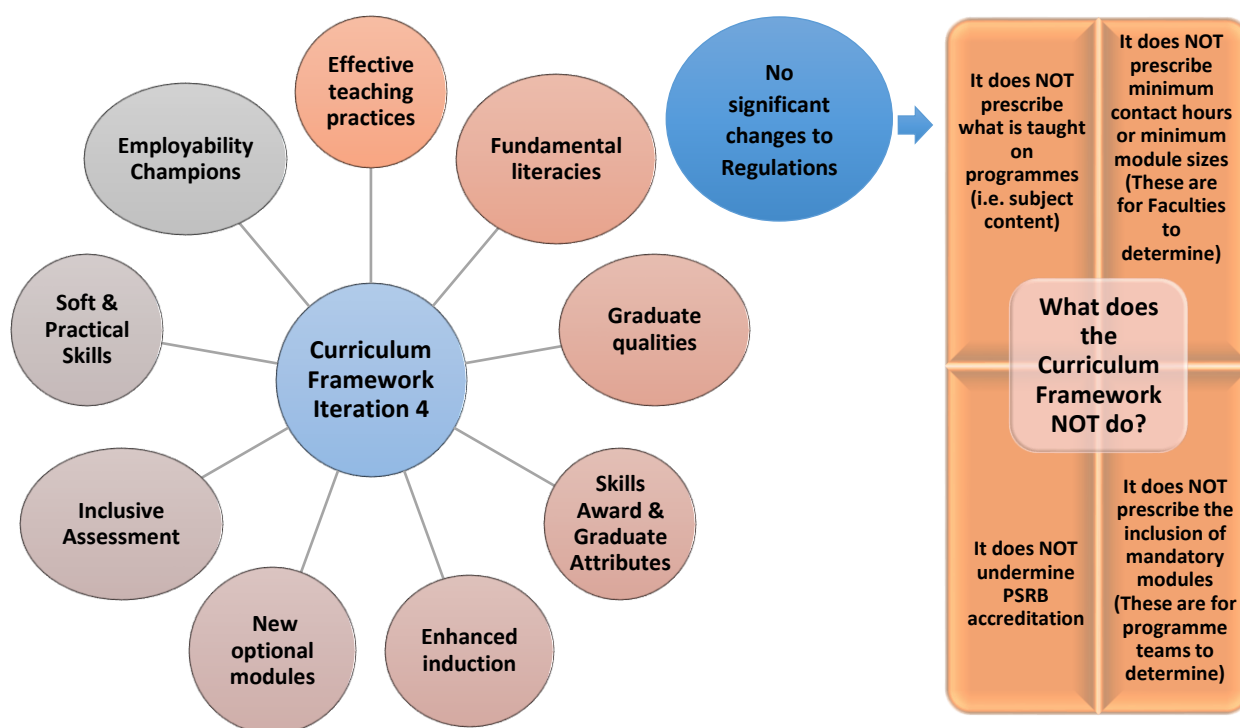 Effective
teaching
practices
Fundamental
literacies
Graduate
qualities
Skills
Award &
Graduate
Attributes
Enhanced
induction
New
optional
modules
Inclusive
Assessment
Soft &
Practical
Skills
Employability
Champions
Curriculum
Framework
Iteration 4
No
significant
changes to
Regulations
It does NOT
prescribe
what is taught
on
programmes
(i.e. subject
content)
It does NOT
prescribe
minimum
contact hours
or minimum
module sizes
(These are
for Faculties
to
determine)
What does
the
Curriculum
Framework
NOT do?
It does NOT
undermine
PSRB
accreditation
It does NOT
prescribe the
inclusion of
mandatory
modules
(These are for
programme
teams to
determine)